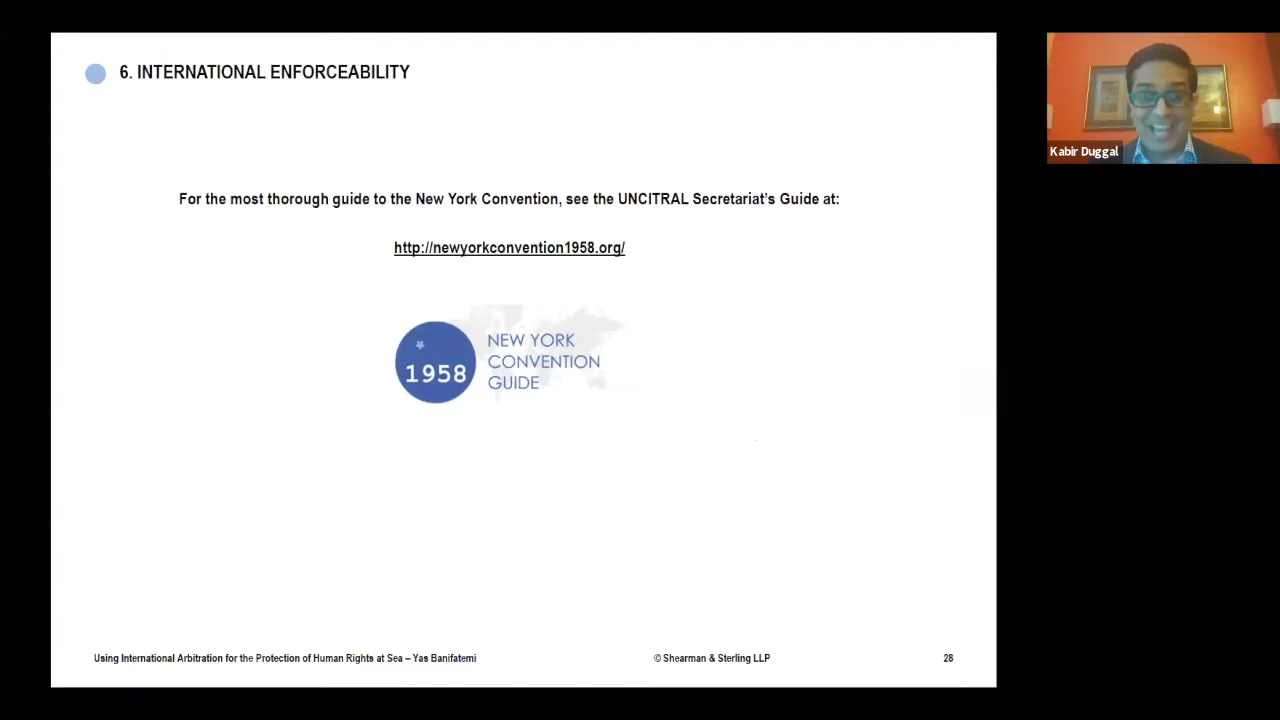 6. INTERNATIONAL ENFORCEABILITY
Kabir Duggal
For the most thorough guide to the New York Convention, see the UNCITRAL Secretariat's Guide at:
http://newyorkconvention1958.org/
1958
NEW YORK
CONVENTION
GUIDE
Using International Arbitration for the Protection of Human Rights at Sea – Yas Banifatemi
© Shearman & Sterling LLP
28